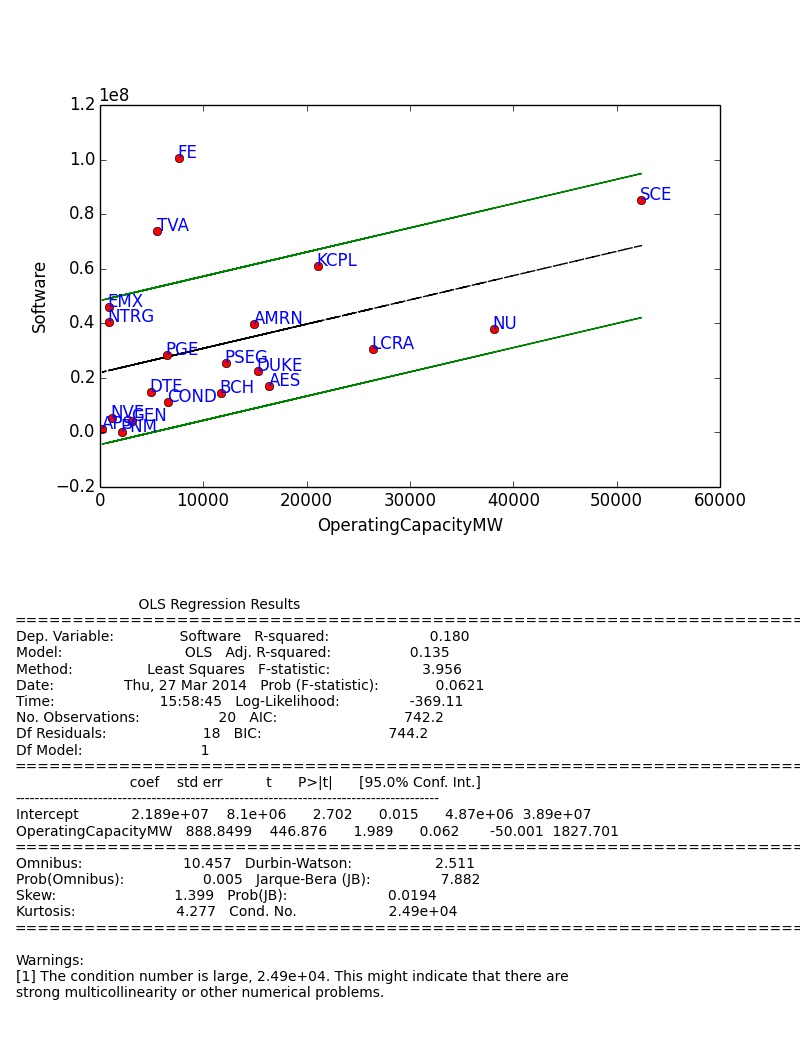 1e8
1.2
1.0
0.8
0.6
0.4
0.2
0.0
−0.2
Software
FE
TVA
SCE
KCPL
EMX
NTRG
AMRN
NU
LCRA
PGE
PSEG
DUKE
AES
DTE
BCH
COND
NVE
GEN
PNM
0 10000 20000 30000 40000 50000 60000
OperatingCapacityMW
OLS Regression Results
==============================================================================
Dep. Variable: Software R-squared: 0.180
Model: OLS Adj. R-squared: 0.135
Method: Least Squares F-statistic: 3.956
Date: Thu, 27 Mar 2014 Prob (F-statistic): 0.0621
Time: 15:58:45 Log-Likelihood: -369.11
No. Observations: 20 AIC: 742.2
Df Residuals: 18 BIC: 744.2
Df Model: 1
==============================================================================
coef std err t P>|t| [95.0% Conf. Int.]
------------------------------------------------------------------------------
Intercept 2.189e+07 8.1e+06 2.702 0.015 4.87e+06 3.89e+07
OperatingCapacityMW 888.8499 446.876 1.989 0.062 -50.001 1827.701
==============================================================================
Omnibus: 10.457 Durbin-Watson: 2.511
Prob(Omnibus): 0.005 Jarque-Bera (JB): 7.882
Skew: 1.399 Prob(JB): 0.0194
Kurtosis: 4.277 Cond. No. 2.49e+04
==============================================================================
Warnings:
[1] The condition number is large, 2.49e+04. This might indicate that there are
strong multicollinearity or other numerical problems.